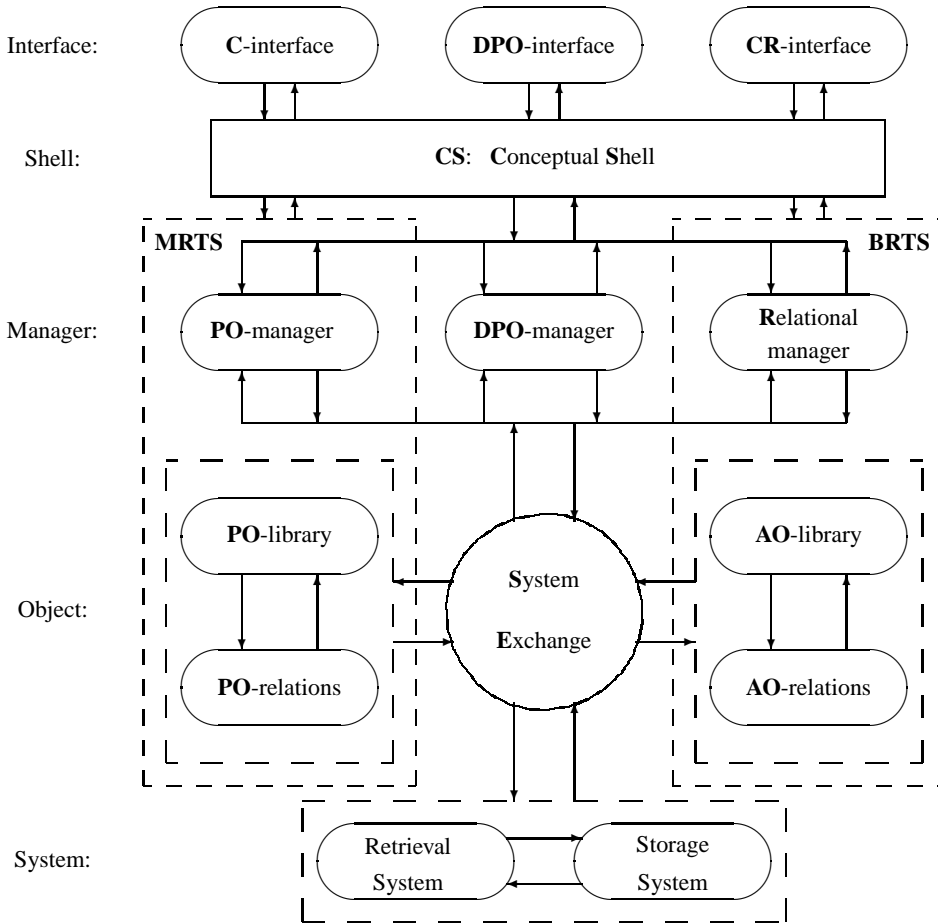 Interface:
C-interface
DPO-interface
CR-interface
Shell:
CS: Conceptual Shell
MRTS
BRTS
Manager:
PO-manager
DPO-manager
Relational
manager
PO-library
AO-library
System
Object:
Exchange
PO-relations
AO-relations
System:
Retrieval
System
Storage
System